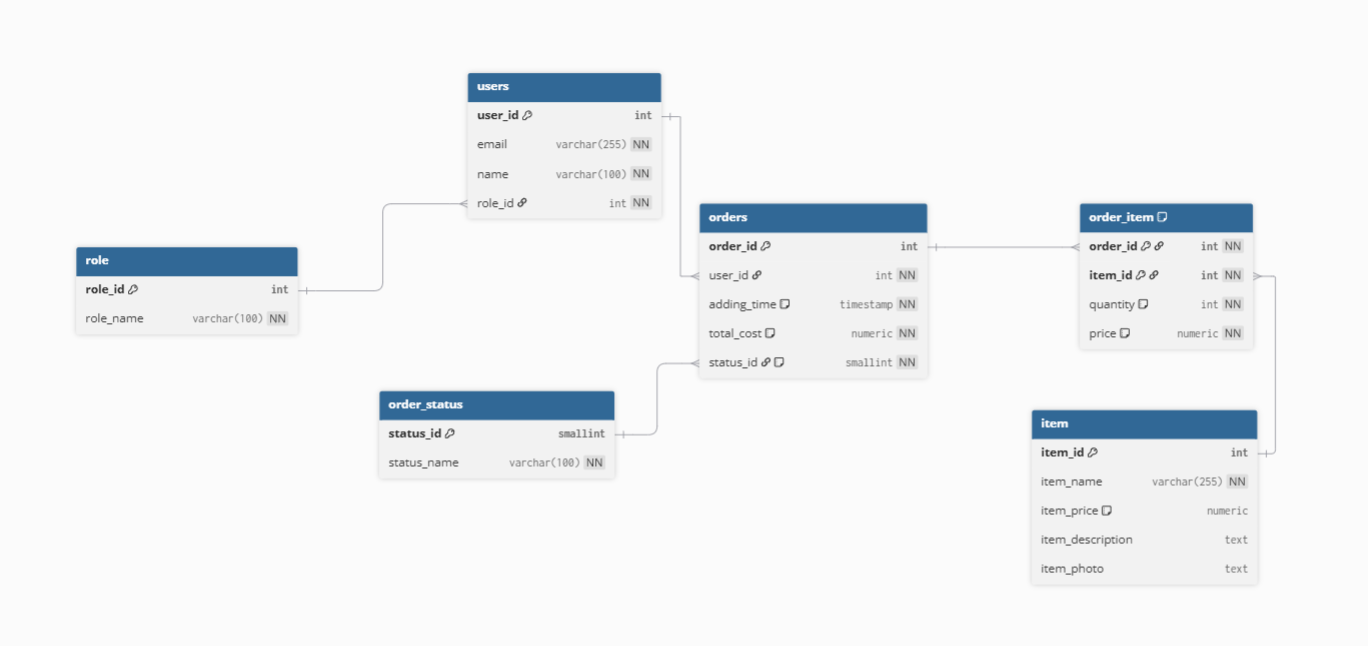 users
user_id int
email varchar(255) NN
name varchar(100) NN
role_id int NN
role
role_id int
role_name varchar(100) NN
orders
order_id int
user_id int NN
adding_time timestamp NN
total_cost numeric NN
status_id smallint NN
order_item
order_id int NN
item_id int NN
quantity int NN
price numeric NN
order_status
status_id smallint
status_name varchar(100) NN
item
item_id int
item_name varchar(255) NN
item_price numeric
item_description text
item_photo text